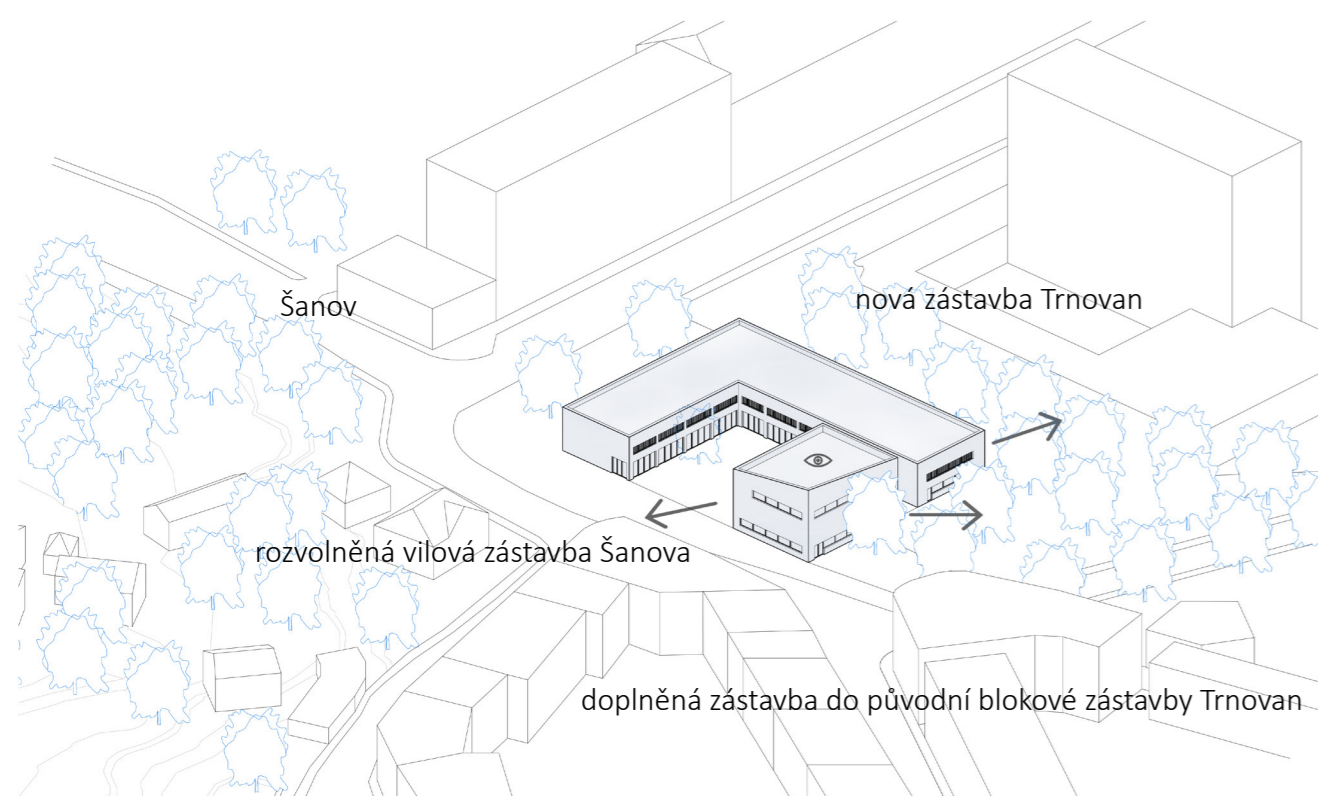 Šanov
nová zástavba Trnovan
rozvolněná vilová zástavba Šanova
doplněná zástavba do původní blokové zástavby Trnovan